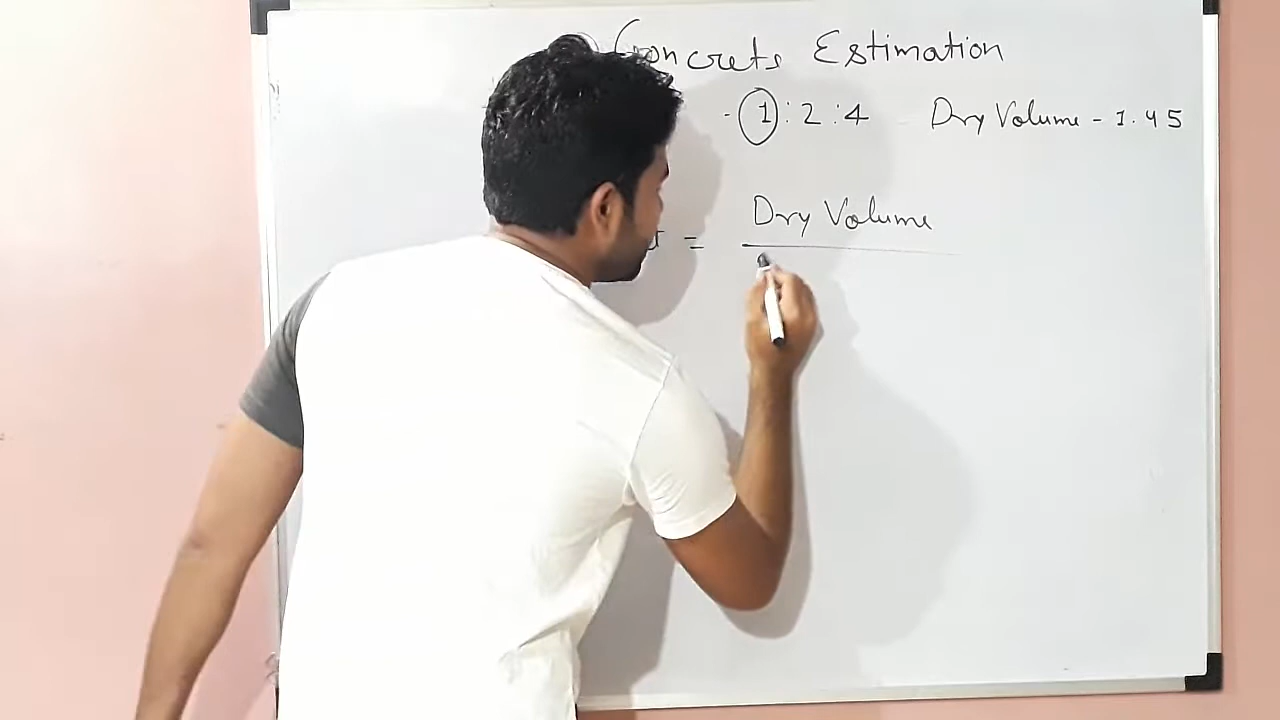 Concrete Estimation
- 1:2:4 Dry Volume - 1.45
= Dry Volume